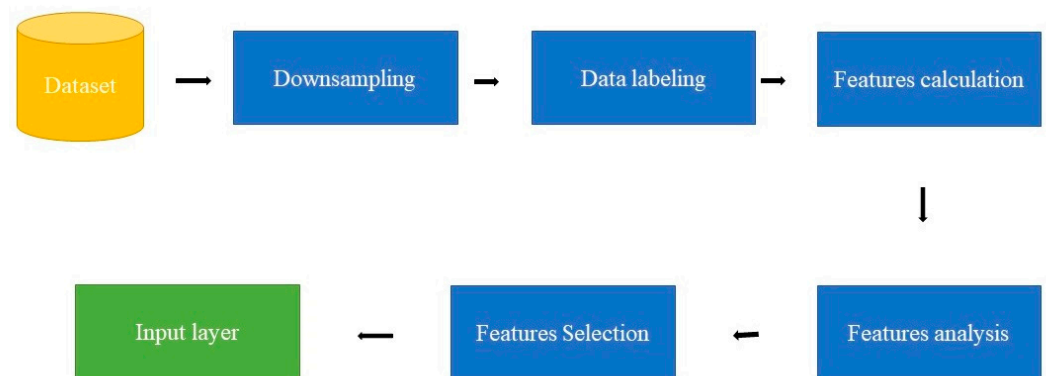 Dataset
Downsampling
Data labeling
Features calculation
Features analysis
Features Selection
Input layer